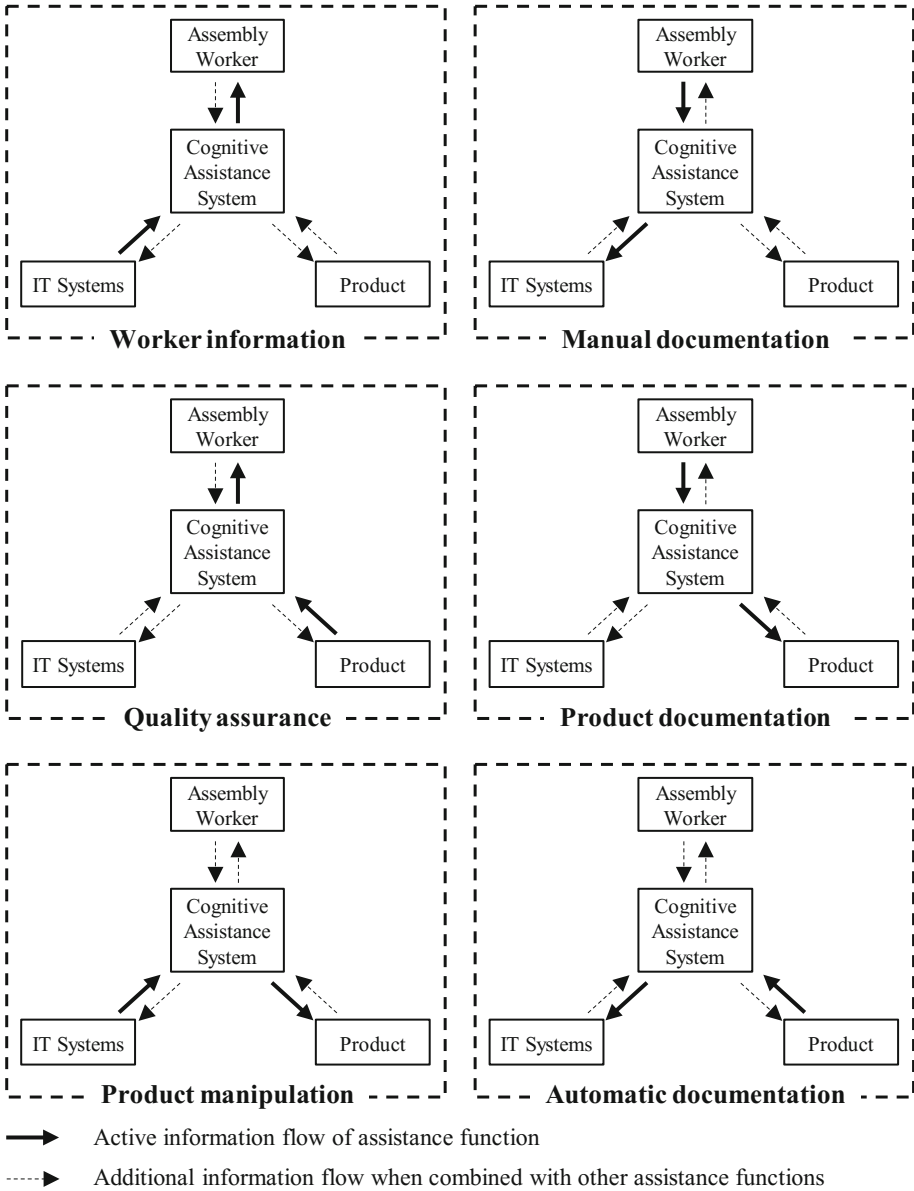 Assembly
Worker
Cognitive
Assistance
System
IT Systems
Product
Worker information
Assembly
Worker
Cognitive
Assistance
System
IT Systems
Product
Manual documentation
Assembly
Worker
Cognitive
Assistance
System
IT Systems
Product
Quality assurance
Assembly
Worker
Cognitive
Assistance
System
IT Systems
Product
Product documentation
Assembly
Worker
Cognitive
Assistance
System
IT Systems
Product
Product manipulation
Assembly
Worker
Cognitive
Assistance
System
IT Systems
Product
Automatic documentation
Active information flow of assistance function
Additional information flow when combined with other assistance functions